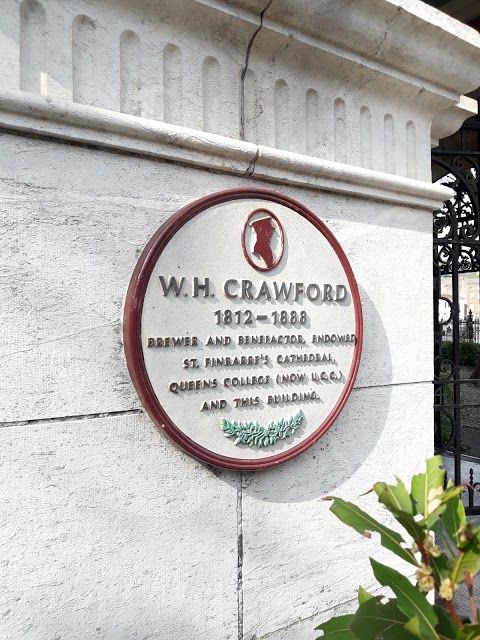 W.H. CRAWFORD
1812-1888
BREWER AND BENEFACTOR, ENDOWED
ST. FINBARRE'S CATHEDRAL,
QUEENS COLLEGE (NOW U.C.C.)
AND THIS BUILDING.